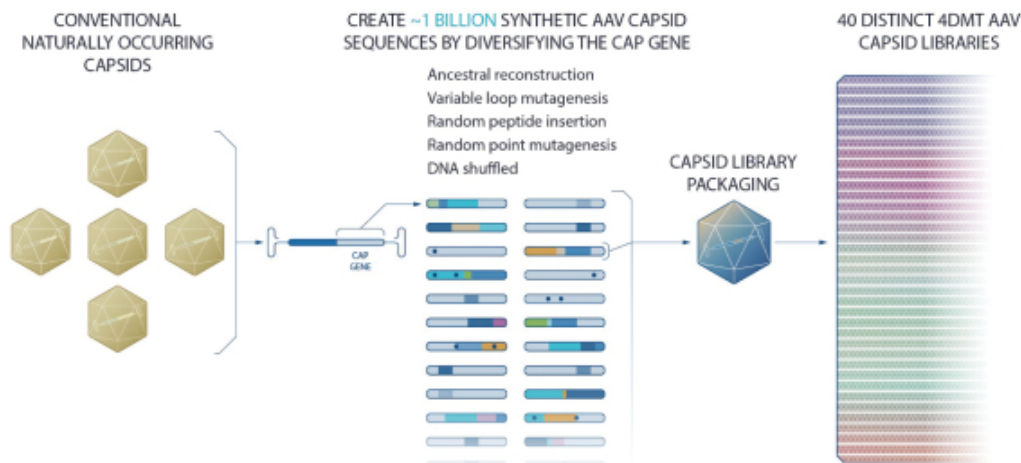 CONVENTIONAL
NATURALLY OCCURRING
CAPSIDS
CREATE ~1 BILLION SYNTHETIC AAV CAPSID
SEQUENCES BY DIVERSIFYING THE CAP GENE
Ancestral reconstruction
Variable loop mutagenesis
Random peptide insertion
Random point mutagenesis
DNA shuffled
CAP
GENE
CAPSID LIBRARY
PACKAGING
40 DISTINCT 4DMT AAV
CAPSID LIBRARIES